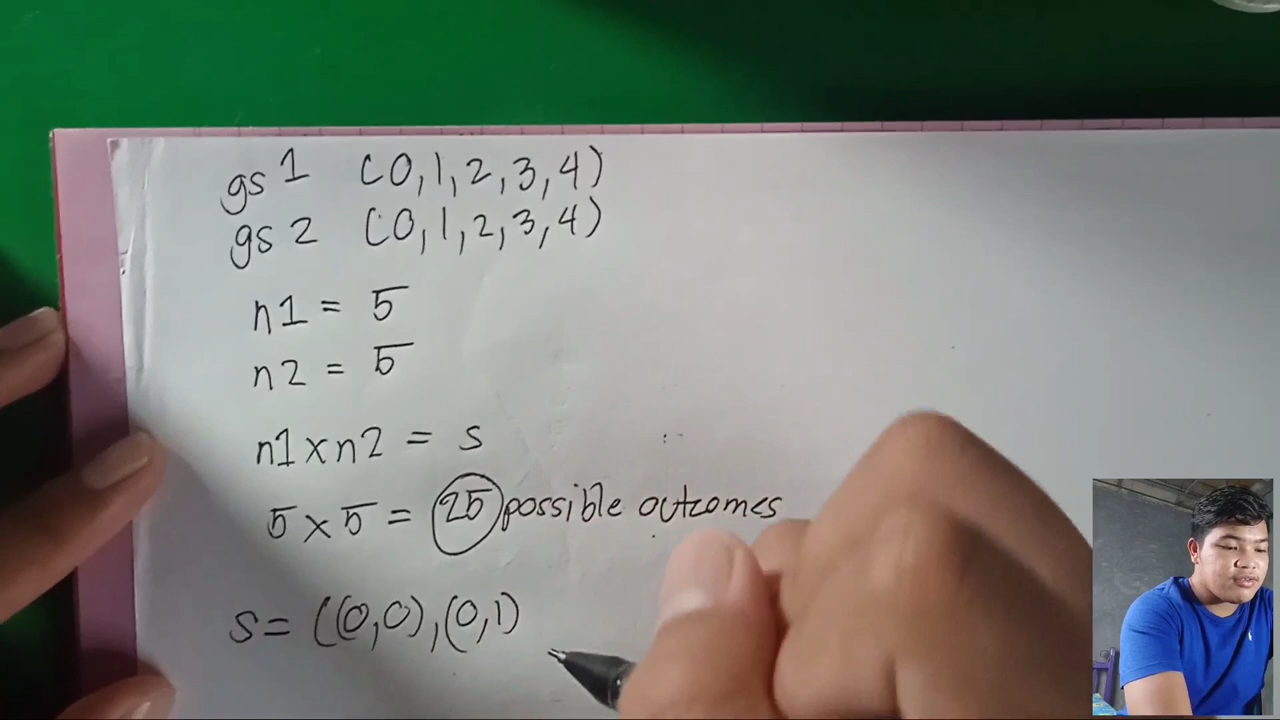 gs 1 (0,1,2,3,4)
gs 2 (0,1,2,3,4)
n1 = 5
n2 = 5
n1 x n2 = s
5 x 5 = 25 possible outcomes
s = ((0,0),(0,1)